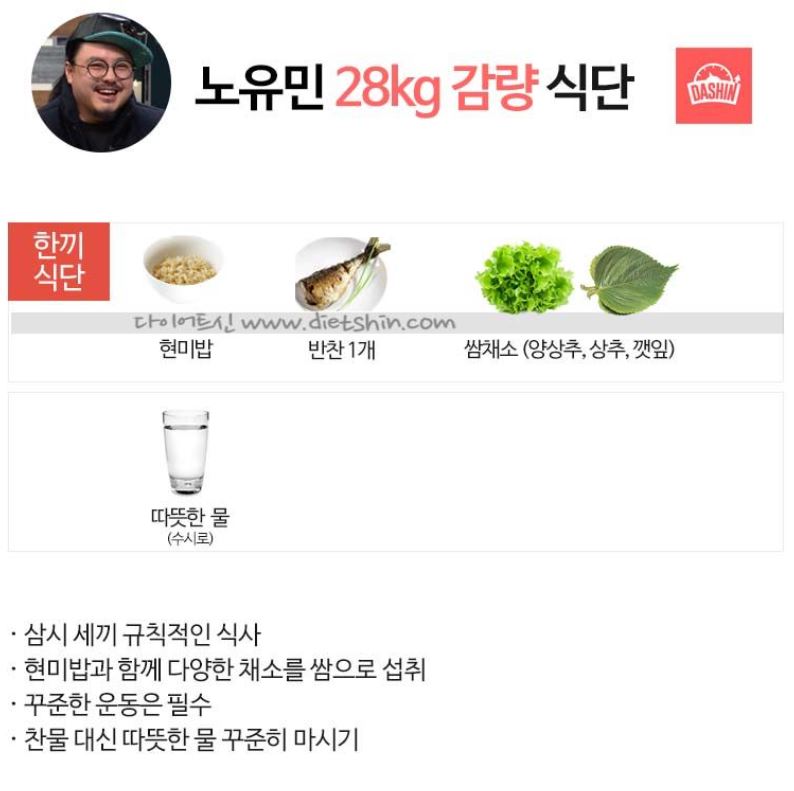 노유민 28kg 감량 식단
DASHIN
한끼
식단
다이어트신 www.dietshin.com
현미밥
반찬 1개
쌈채소 (양상추, 상추, 깻잎)
따뜻한 물
(수시로)
· 삼시 세끼 규칙적인 식사
· 현미밥과 함께 다양한 채소를 쌈으로 섭취
· 꾸준한 운동은 필수
· 찬물 대신 따뜻한 물 꾸준히 마시기